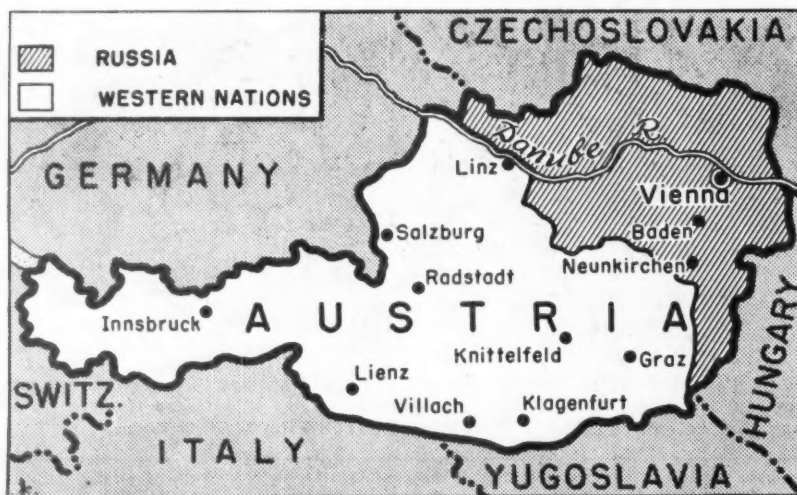 RUSSIA
WESTERN NATIONS
CZECHOSLOVAKIA
GERMANY
Danube R.
Linz
Vienna
Baden
Salzburg
Neunkirchen
Radstadt
AUSTRIA
Innsbruck
Knittelfeld
Graz
HUNGARY
Lienz
SWITZ.
Villach
Klagenfurt
ITALY
YUGOSLAVIA